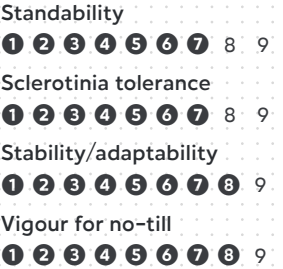 Standability
1 2 3 4 5 6 7 8 9
Sclerotinia tolerance
1 2 3 4 5 6 7 8 9
Stability/adaptability
1 2 3 4 5 6 7 8 9
Vigour for no-till
1 2 3 4 5 6 7 8 9